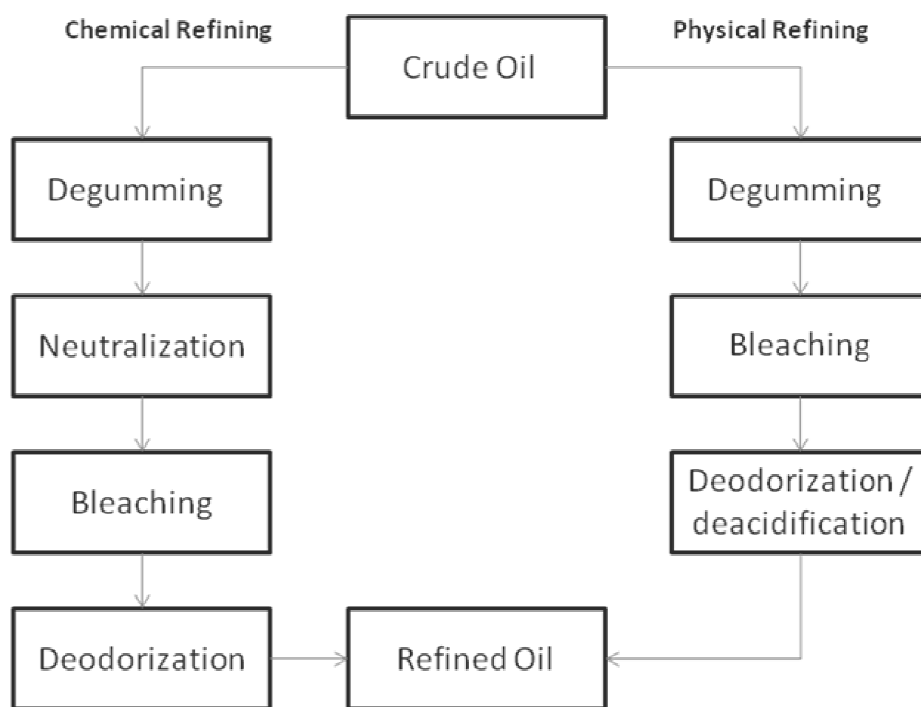 Chemical Refining
Crude Oil
Physical Refining
Degumming
Neutralization
Bleaching
Deodorization
Degumming
Bleaching
Deodorization /
deacidification
Refined Oil